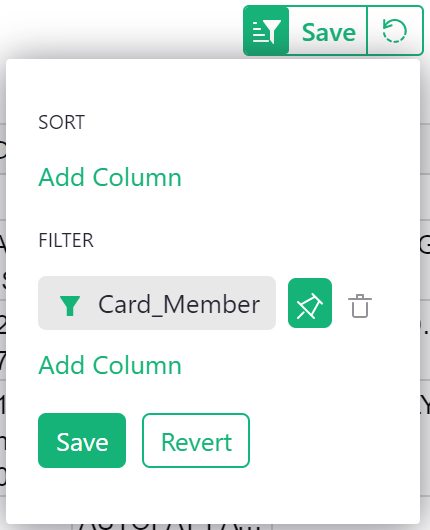 Save
SORT
Add Column
FILTER
Card_Member
Add Column
Save Revert